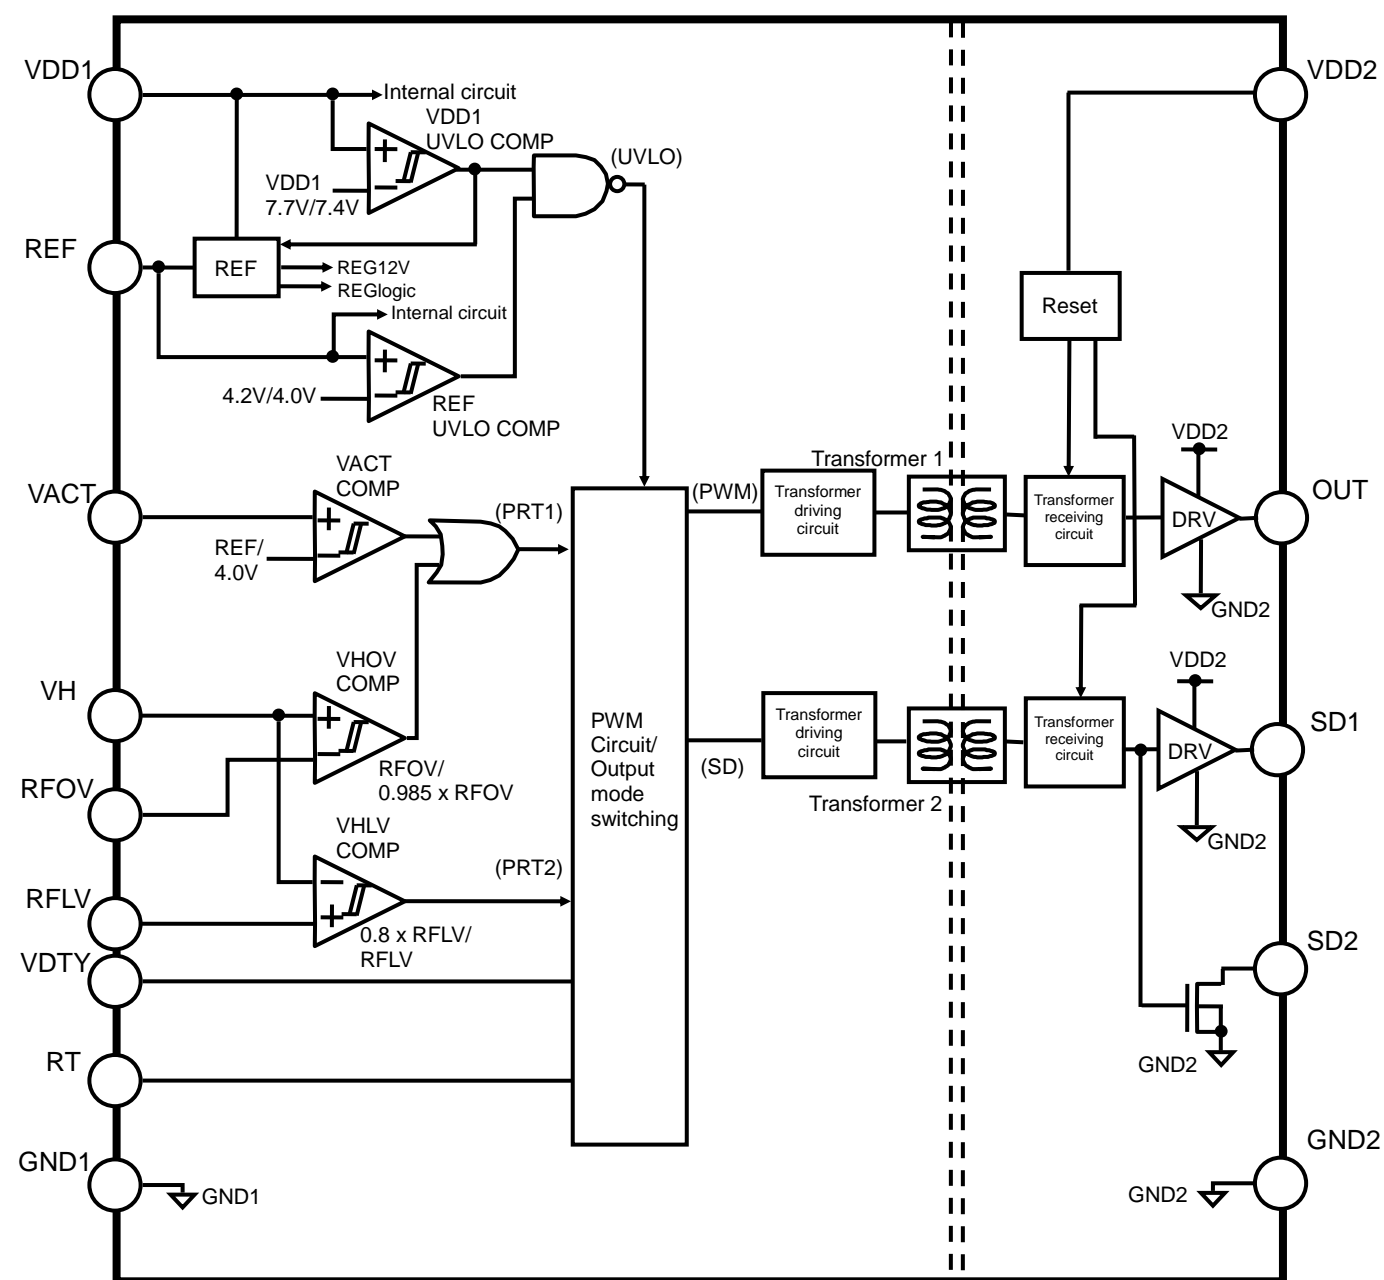 VDD1
VDD2
Internal circuit
VDD1
UVLO COMP
(UVLO)
VDD1
7.7V/7.4V
REF
REF
REG12V
REGlogic
Internal circuit
Reset
4.2V/4.0V
REF
UVLO COMP
VDD2
VACT
COMP
Transformer 1
VACT
(PWM)
Transformer
driving
circuit
Transformer
receiving
circuit
DRV
OUT
(PRT1)
REF/
4.0V
GND2
VH
VHOV
COMP
VDD2
PWM
Circuit/
Output
mode
switching
Transformer
driving
circuit
Transformer
receiving
circuit
DRV
SD1
(SD)
RFOV
RFOV/
0.985 x RFOV
Transformer 2
GND2
VHLV
COMP
(PRT2)
RFLV
0.8 x RFLV/
RFLV
SD2
VDTY
RT
GND2
GND1
GND1
GND2
GND2